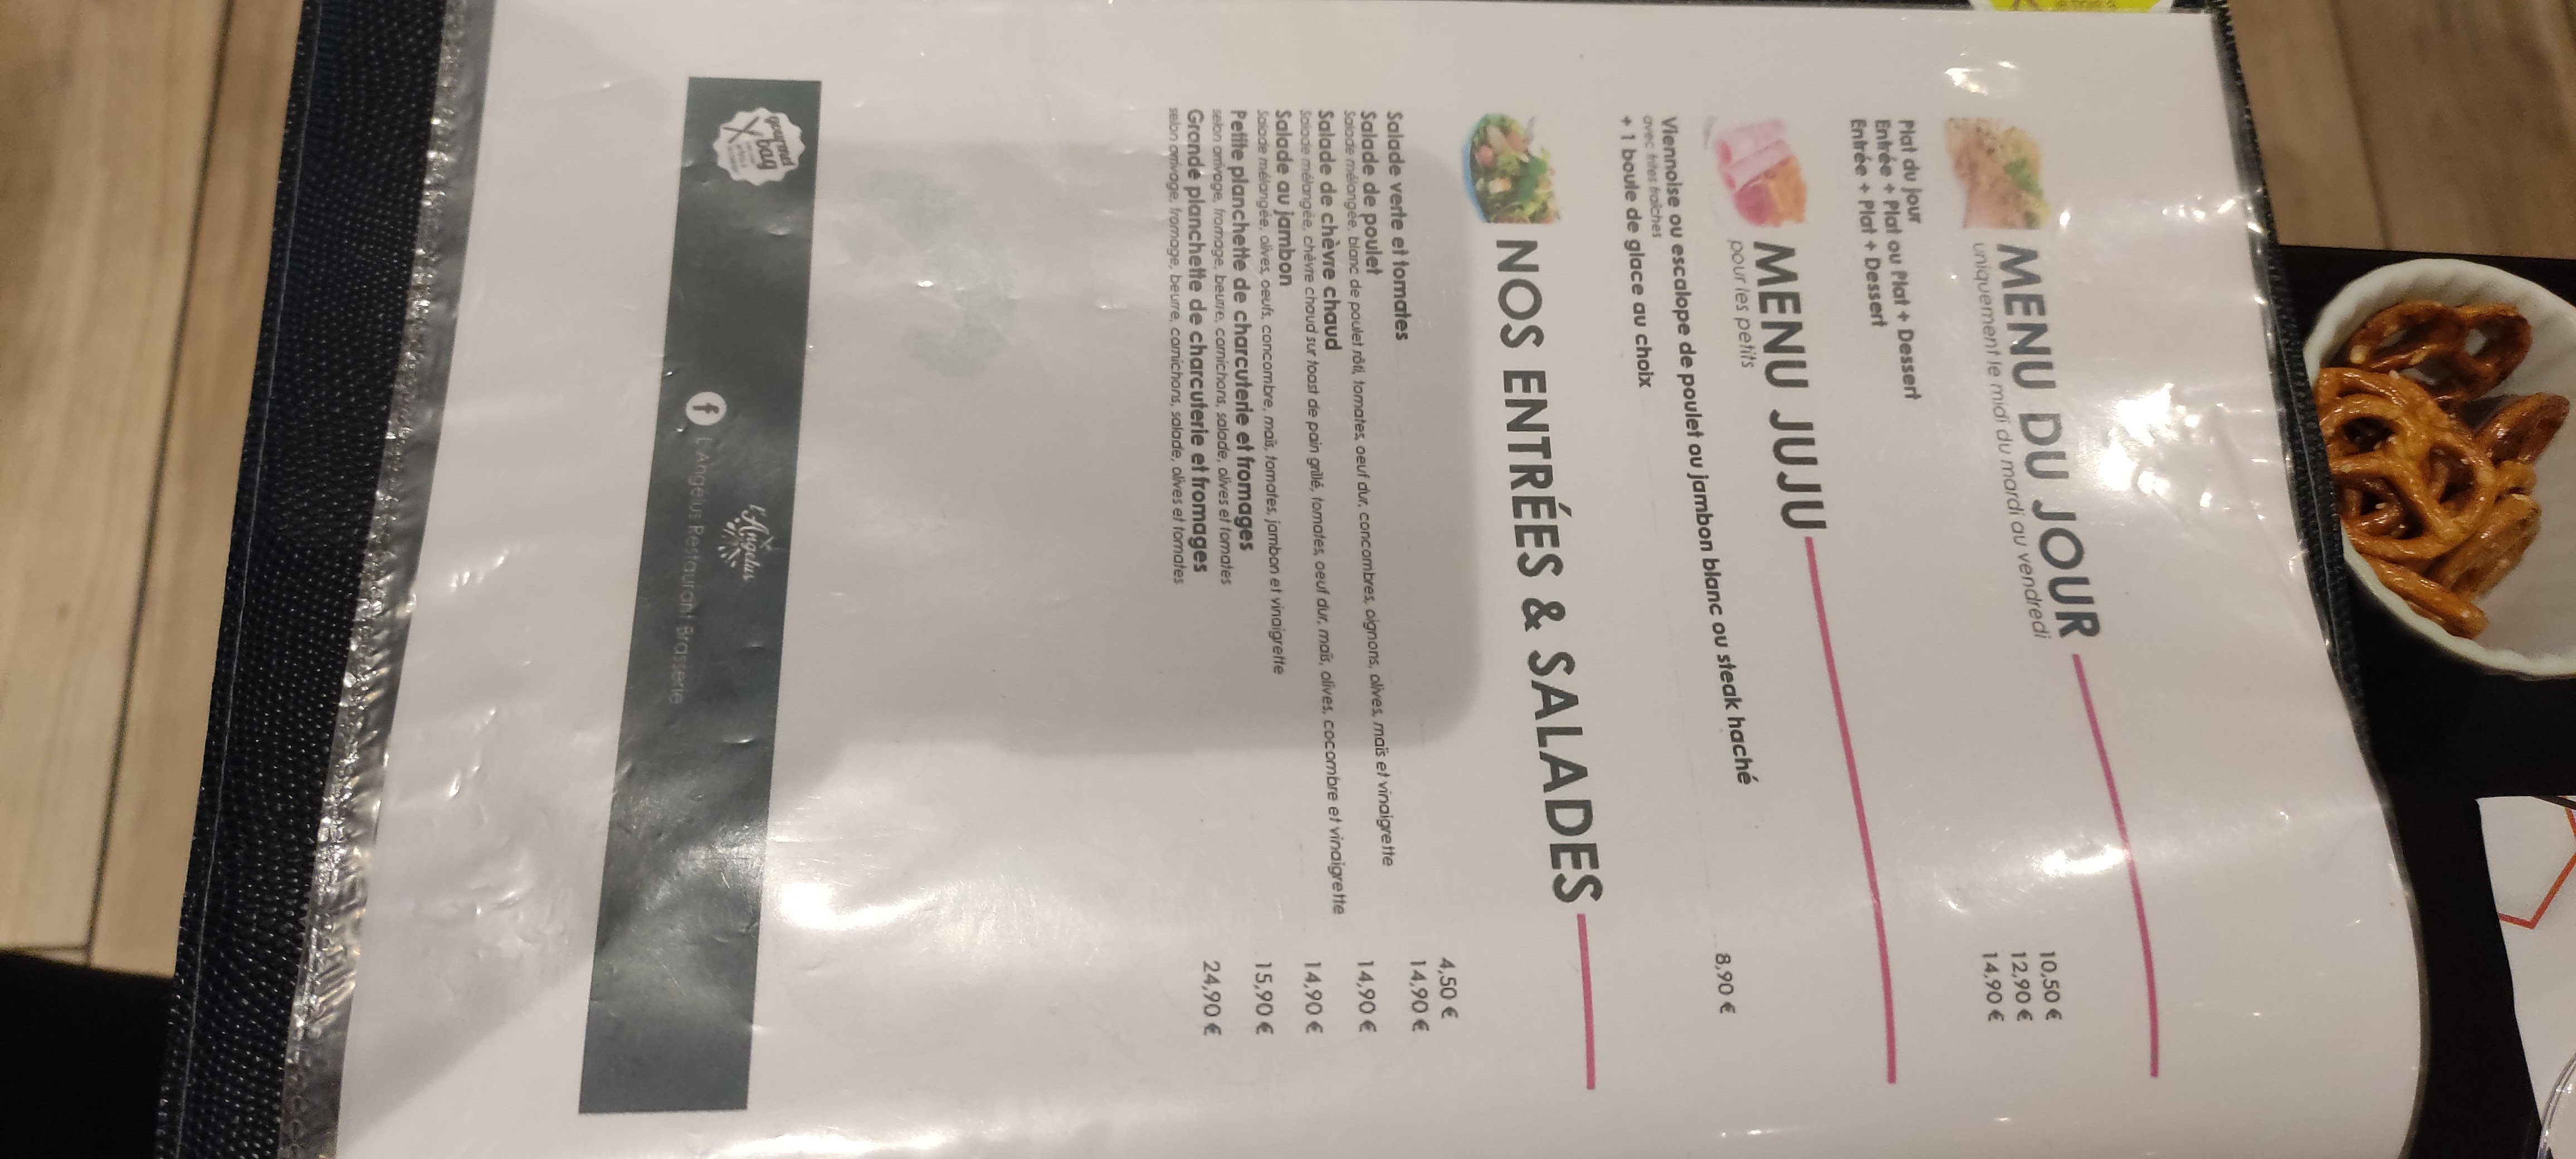 MENU DU JOUR
uniquement le midi du mardi au vendredi
Plat du jour 10,50 €
Entrée + Plat ou Plat + Dessert 12,90 €
Entrée + Plat + Dessert 14,90 €
MENU JUJU
pour les petits
Viennoise ou escalope de poulet ou jambon blanc ou steak haché 8,90 €
avec frites fraîches
+ 1 boule de glace au choix
NOS ENTRÉES & SALADES
Salade verte et tomates 4,50 €
Salade de poulet 14,90 €
Salade mélangée, blanc de poulet rôti, tomates, oeuf dur, concombres, oignons, olives, maïs et vinaigrette
Salade de chèvre chaud 14,90 €
Salade mélangée, chèvre chaud sur toast de pain grillé, tomates, oeuf dur, maïs, olives, cocombre et vinaigrette
Salade au jambon 14,90 €
Salade mélangée, olives, oeufs, concombre, maïs, tomates, jambon et vinaigrette
Petite planchette de charcuterie et fromages 15,90 €
selon arrivage, fromage, beurre, cornichons, salade, olives et tomates
Grande planchette de charcuterie et fromages 24,90 €
selon arrivage, fromage, beurre, cornichons, salade, olives et tomates
gourmet
bag
l'Angelus
f L'Angélus Restaurant Brasserie